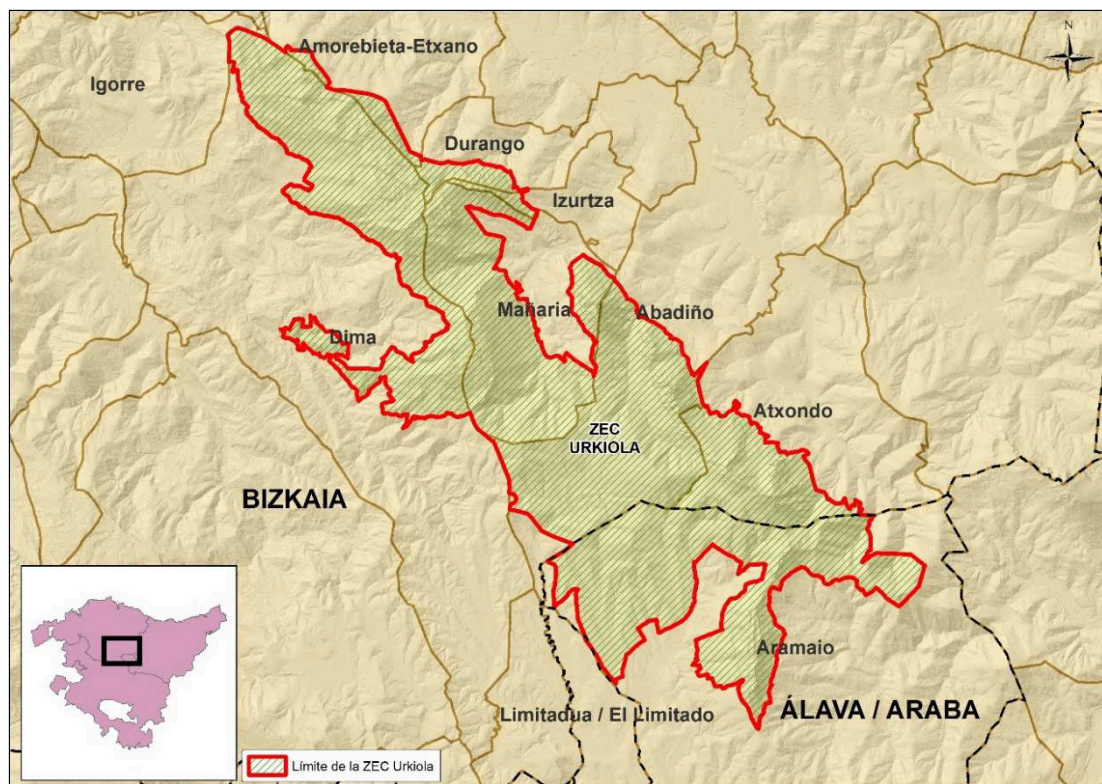 N
Amorebieta-Etxano
Igorre
Durango
Izurtza
Mañaria
Abadiño
Dima
Atxondo
ZEC
URKIOLA
BIZKAIA
Aramaio
Limitadua / El Limitado
ÁLAVA / ARABA
Límite de la ZEC Urkiola